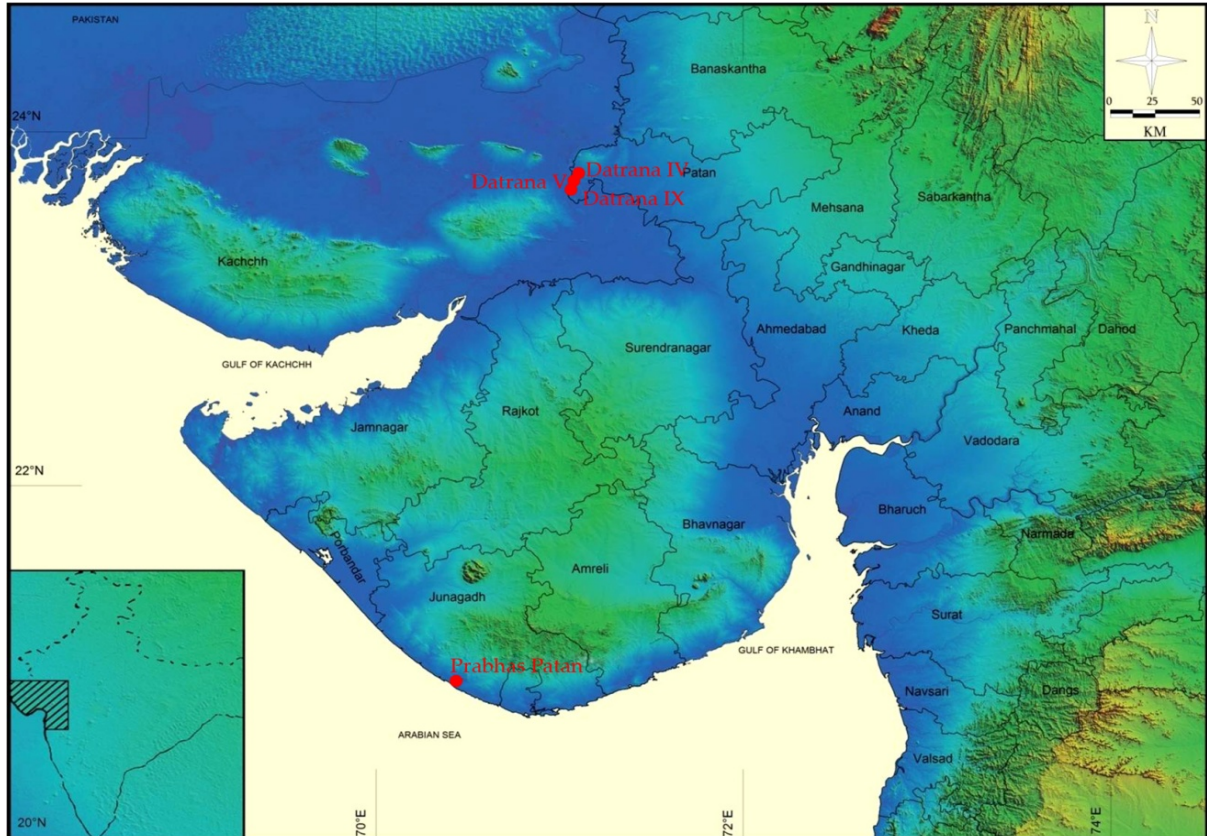 PAKISTAN
N
Banaskantha
0 25 50
KM
24°N
Datrana IV
Datrana V
Patan
Datrana IX
Sabarkantha
Mehsana
Kachchh
Gandhinagar
Ahmedabad
Kheda
Panchmahal
Dahod
Surendranagar
GULF OF KACHCHH
Rajkot
Anand
Jamnagar
Vadodara
22°N
Bharuch
Bhavnagar
Narmada
Porbandar
Amreli
Junagadh
Surat
GULF OF KHAMBHAT
Prabhas Patan
Navsari
Dangs
ARABIAN SEA
Valsad
20°N
70°E
72°E
74°E